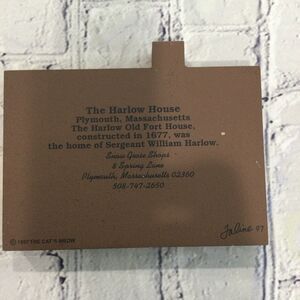 The Harlow House
Plymouth, Massachusetts
The Harlow Old Fort House,
constructed in 1677, was
the home of Sergeant William Harlow.
Snow Goose Shops
8 Spring Lane
Plymouth, Massachusetts 02360
508-747-2650
Faline 97
© 1997 THE CAT'S MEOW